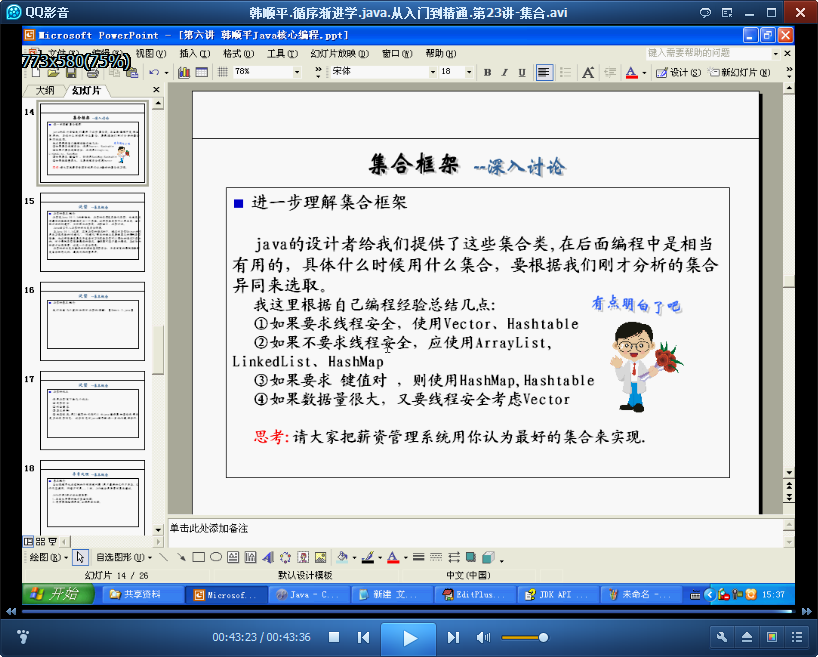 QQ影音
韩顺平.循序渐进学.java.从入门到精通.第23讲-集合.avi
Microsoft PowerPoint - [第六讲 韩顺平Java核心编程.ppt]
视图(V) 插入(I) 格式(O) 工具(T) 幻灯片放映(D) 窗口(W) 帮助(H)
键入需要帮助的问题
773x580(75%)
78% 宋体 18 B I U A A 设计(S) 新幻灯片(N)
大纲 幻灯片
14
15
16
17
18
集合框架 --深入讨论
进一步理解集合框架
java的设计者给我们提供了这些集合类,在后面编程中是相当
有用的，具体什么时候用什么集合，要根据我们刚才分析的集合
异同来选取。
我这里根据自己编程经验总结几点:
①如果要求线程安全，使用Vector、Hashtable
②如果不要求线程安全，应使用ArrayList、
LinkedList、HashMap
③如果要求 键值对 ，则使用HashMap,Hashtable
④如果数据量很大，又要线程安全考虑Vector
有点明白了吧
思考:请大家把薪资管理系统用你认为最好的集合来实现.
单击此处添加备注
绘图(R) 自选图形(U)
幻灯片 14 / 26 默认设计模板 中文(中国)
开始 共享资料 Microsof... Java - C... 新建 文... EditPlus... JDK API ... 未命名 -... 15:37
00:43:23 / 00:43:36